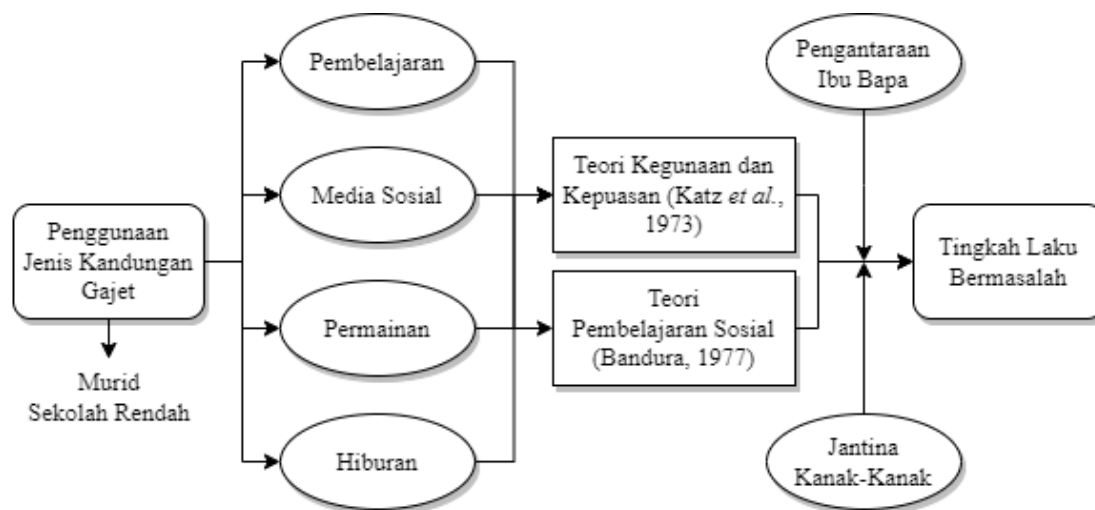 Penggunaan
Jenis Kandungan
Gajet
Murid
Sekolah Rendah
Pembelajaran
Media Sosial
Permainan
Hiburan
Teori Kegunaan dan
Kepuasan (Katz et al.,
1973)
Teori
Pembelajaran Sosial
(Bandura, 1977)
Pengantaraan
Ibu Bapa
Jantina
Kanak-Kanak
Tingkah Laku
Bermasalah